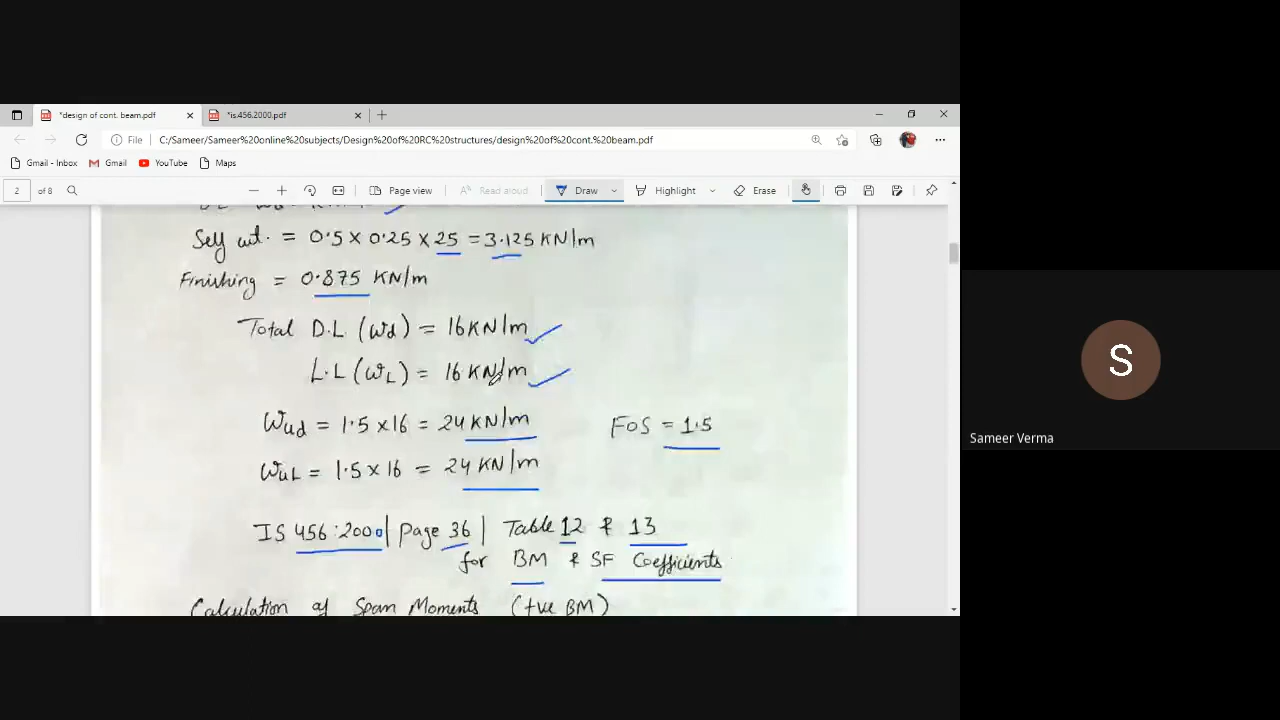 *design of cont. beam.pdf
*is.456.2000.pdf
File
C:/Sameer/Sameer%20online%20subjects/Design%20of%20RC%20structures/design%20of%20cont.%20beam.pdf
Gmail - Inbox
Gmail
YouTube
Maps
2
of 8
Page view
Read aloud
Draw
Highlight
Erase
Self wt. = 0.5 × 0.25 × 25 = 3.125 KN/m
Finishing = 0.875 KN/m
Total D.L (wd) = 16 KN/m
L.L (wL) = 16 KN/m
Wud = 1.5 × 16 = 24 KN/m FOS = 1.5
WuL = 1.5 × 16 = 24 KN/m
IS 456:2000 | Page 36 | Table 12 & 13
for BM & SF Coefficients
Calculation of Span Moments (+ve BM)
S
Sameer Verma